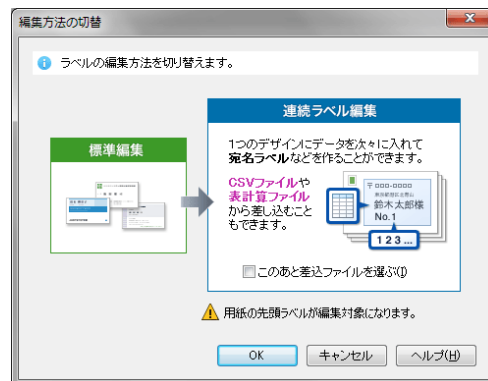 編集方法の切替
ラベルの編集方法を切り替えます。
標準編集
連続ラベル編集
1つのデザインにデータを次々に入れて
宛名ラベルなどを作ることができます。
CSVファイルや
表計算ファイル
から差し込むこと
もできます。
〒000-0000
鈴木太郎様
No.1
1 2 3 ...
このあと差込ファイルを選ぶ(I)
用紙の先頭ラベルが編集対象になります。
OK
キャンセル
ヘルプ(H)